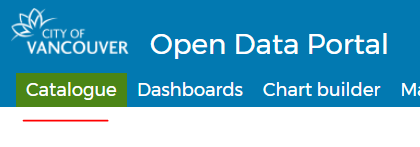 CITY OF
VANCOUVER
Open Data Portal
Catalogue Dashboards Chart builder